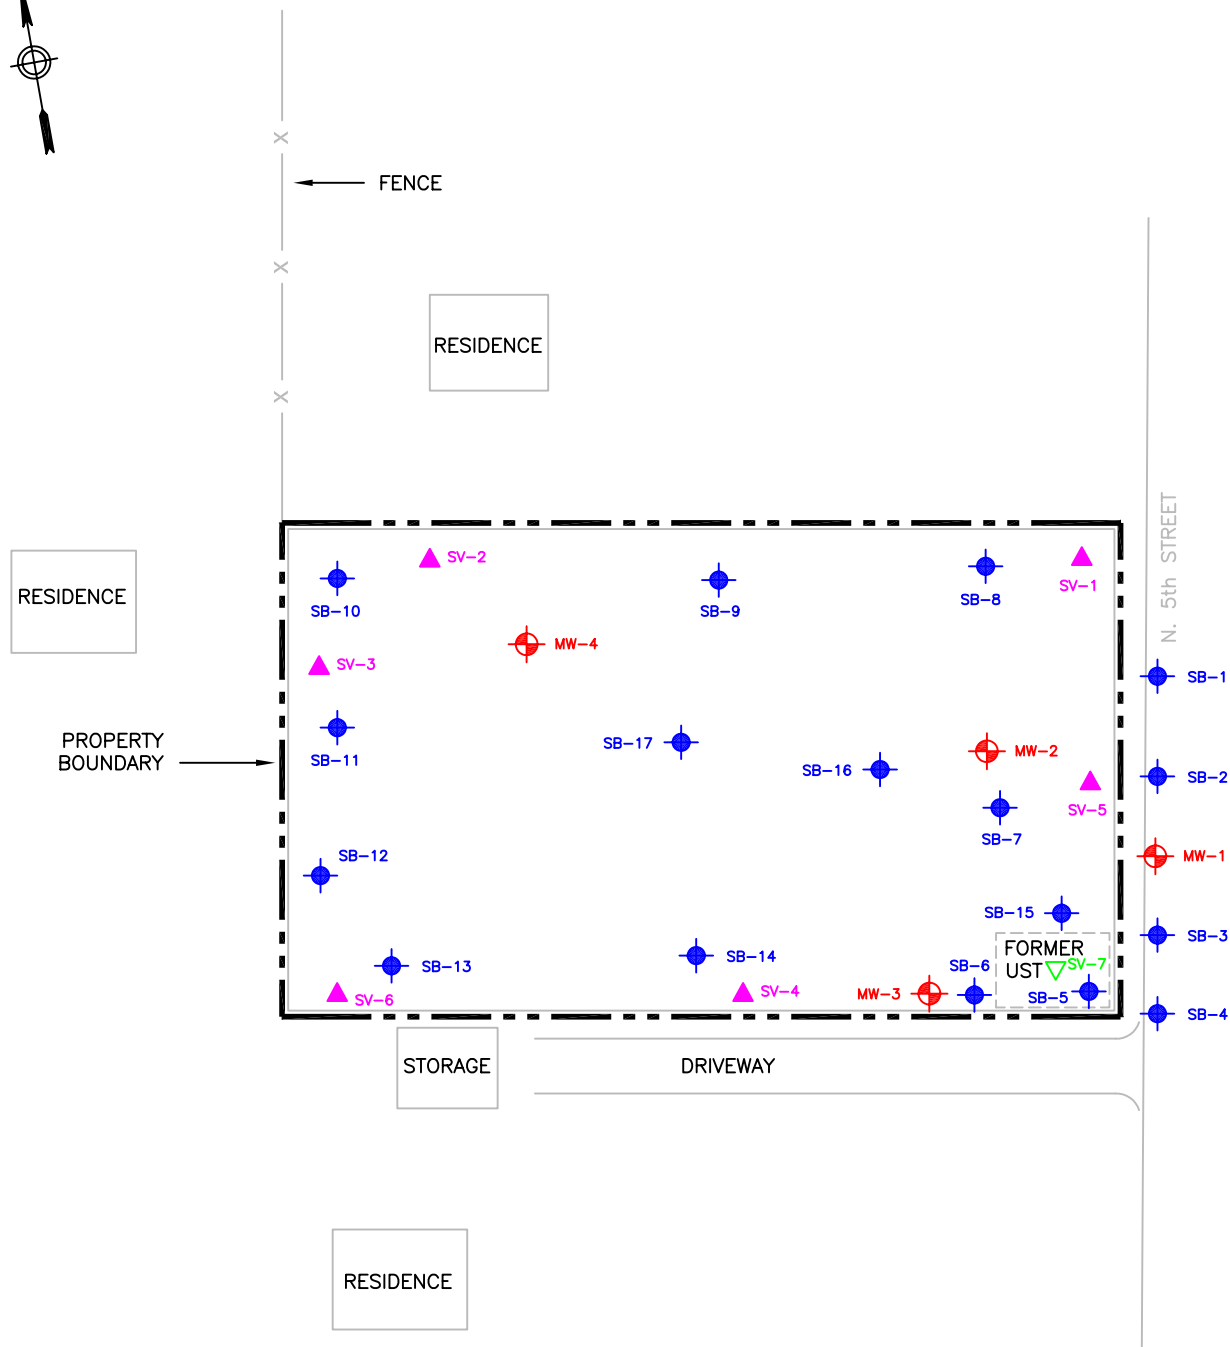 X
FENCE
X
RESIDENCE
X
N. 5th STREET
RESIDENCE
SV-2
SV-1
SB-10
SB-9
SB-8
MW-4
SV-3
SB-1
PROPERTY
BOUNDARY
SB-11
SB-17
SB-16
MW-2
SB-2
SV-5
SB-7
SB-12
MW-1
SB-15
SB-3
FORMER
UST
SV-7
SB-14
SB-13
SB-6
SV-6
SV-4
MW-3
SB-5
SB-4
STORAGE
DRIVEWAY
RESIDENCE